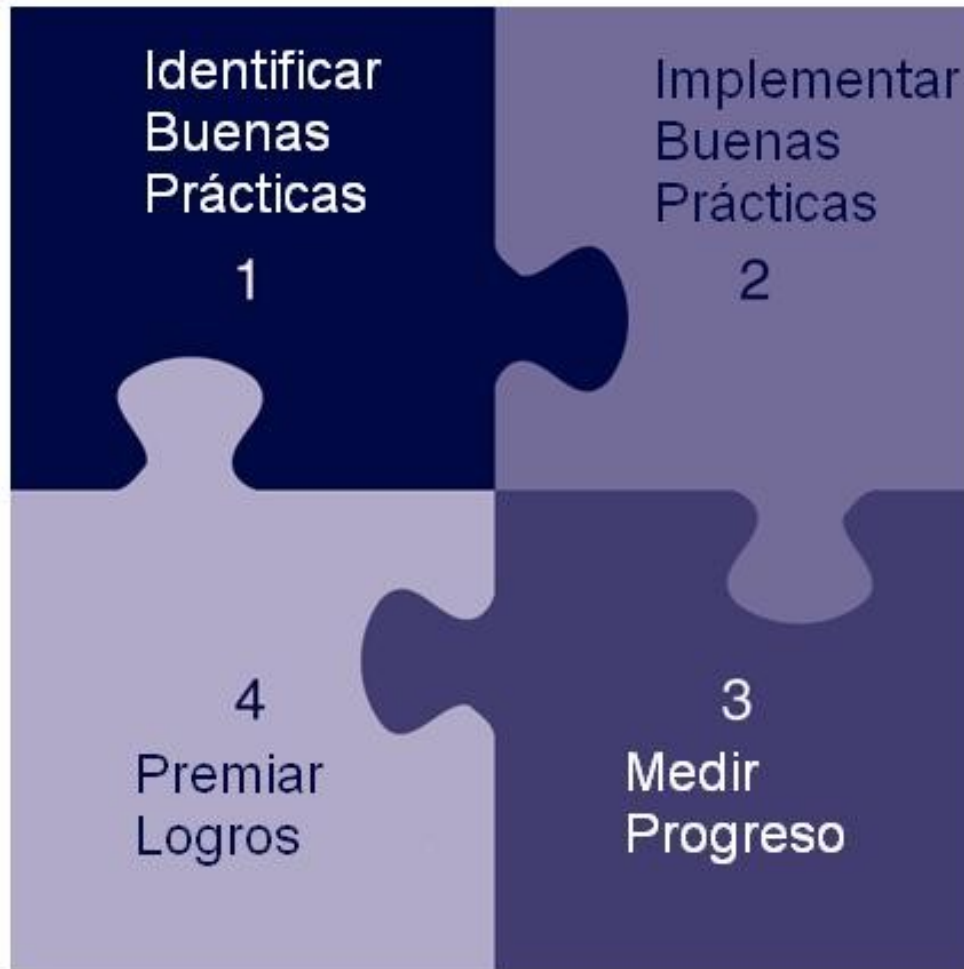 Identificar
Buenas
Prácticas
1
Implementar
Buenas
Prácticas
2
3
Medir
Progreso
4
Premiar
Logros